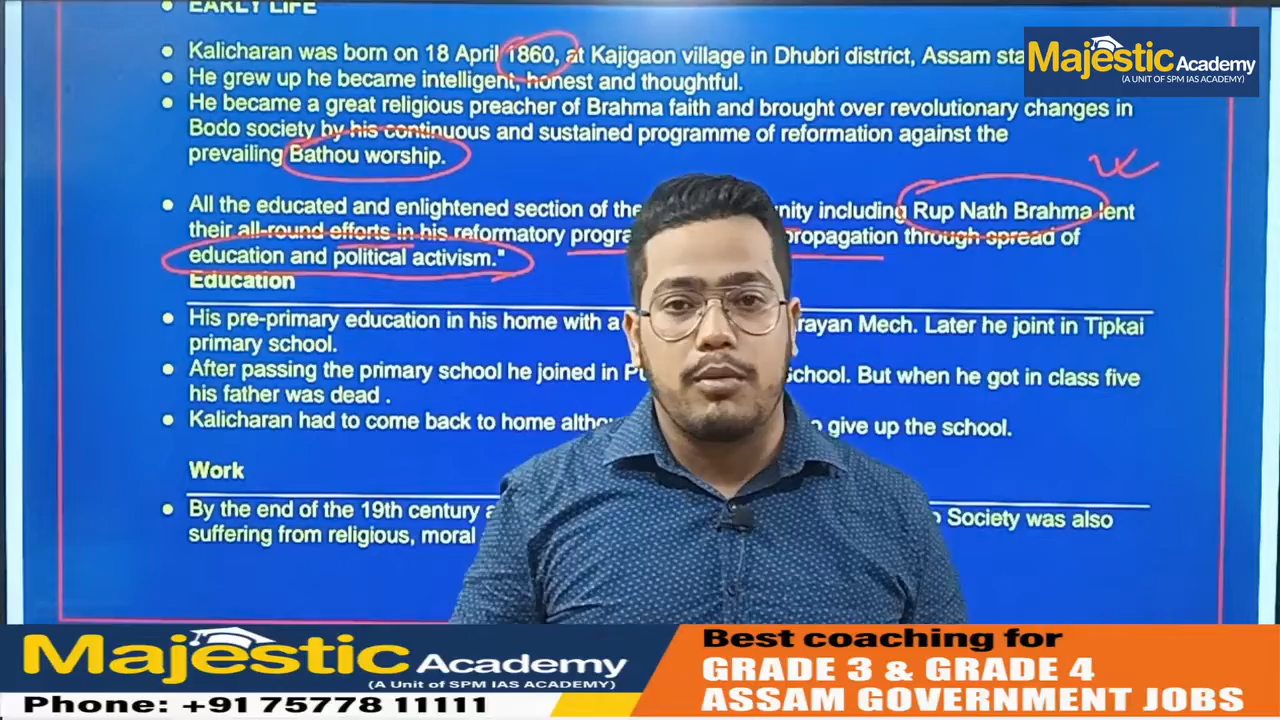 EARLY LIFE
Kalicharan was born on 18 April 1860, at Kajigaon village in Dhubri district, Assam sta
He grew up he became intelligent, honest and thoughtful.
He became a great religious preacher of Brahma faith and brought over revolutionary changes in
Bodo society by his continuous and sustained programme of reformation against the
prevailing Bathou worship.
All the educated and enlightened section of the nity including Rup Nath Brahma lent
their all-round efforts in his reformatory progra propagation through spread of
education and political activism."
Education
His pre-primary education in his home with a rayan Mech. Later he joint in Tipkai
primary school.
After passing the primary school he joined in school. But when he got in class five
his father was dead .
Kalicharan had to come back to home altho give up the school.
Work
By the end of the 19th century Society was also
suffering from religious, moral
Majestic Academy
(A UNIT OF SPM IAS ACADEMY)
Majestic Academy
(A Unit of SPM IAS ACADEMY)
Phone: +91 75778 11111
Best coaching for
GRADE 3 & GRADE 4
ASSAM GOVERNMENT JOBS